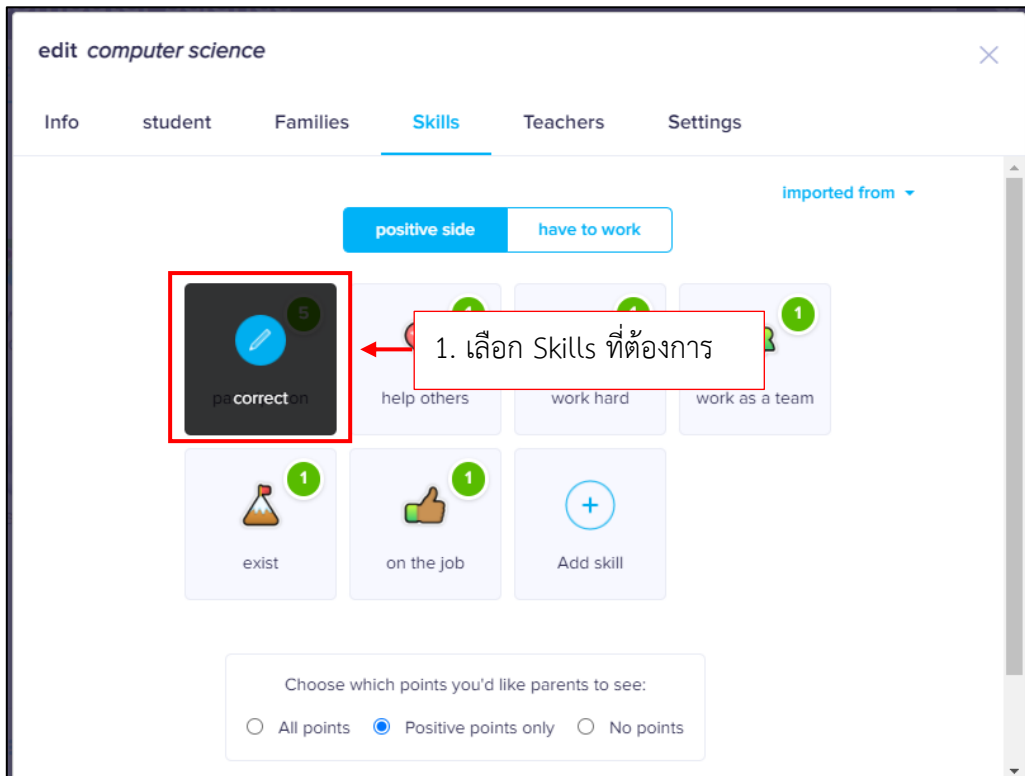 edit computer science
Info student Families Skills Teachers Settings
imported from
positive side have to work
5 1 1 1
1. เลือก Skills ที่ต้องการ
correct help others work hard work as a team
1 1
exist on the job Add skill
Choose which points you'd like parents to see:
All points Positive points only No points